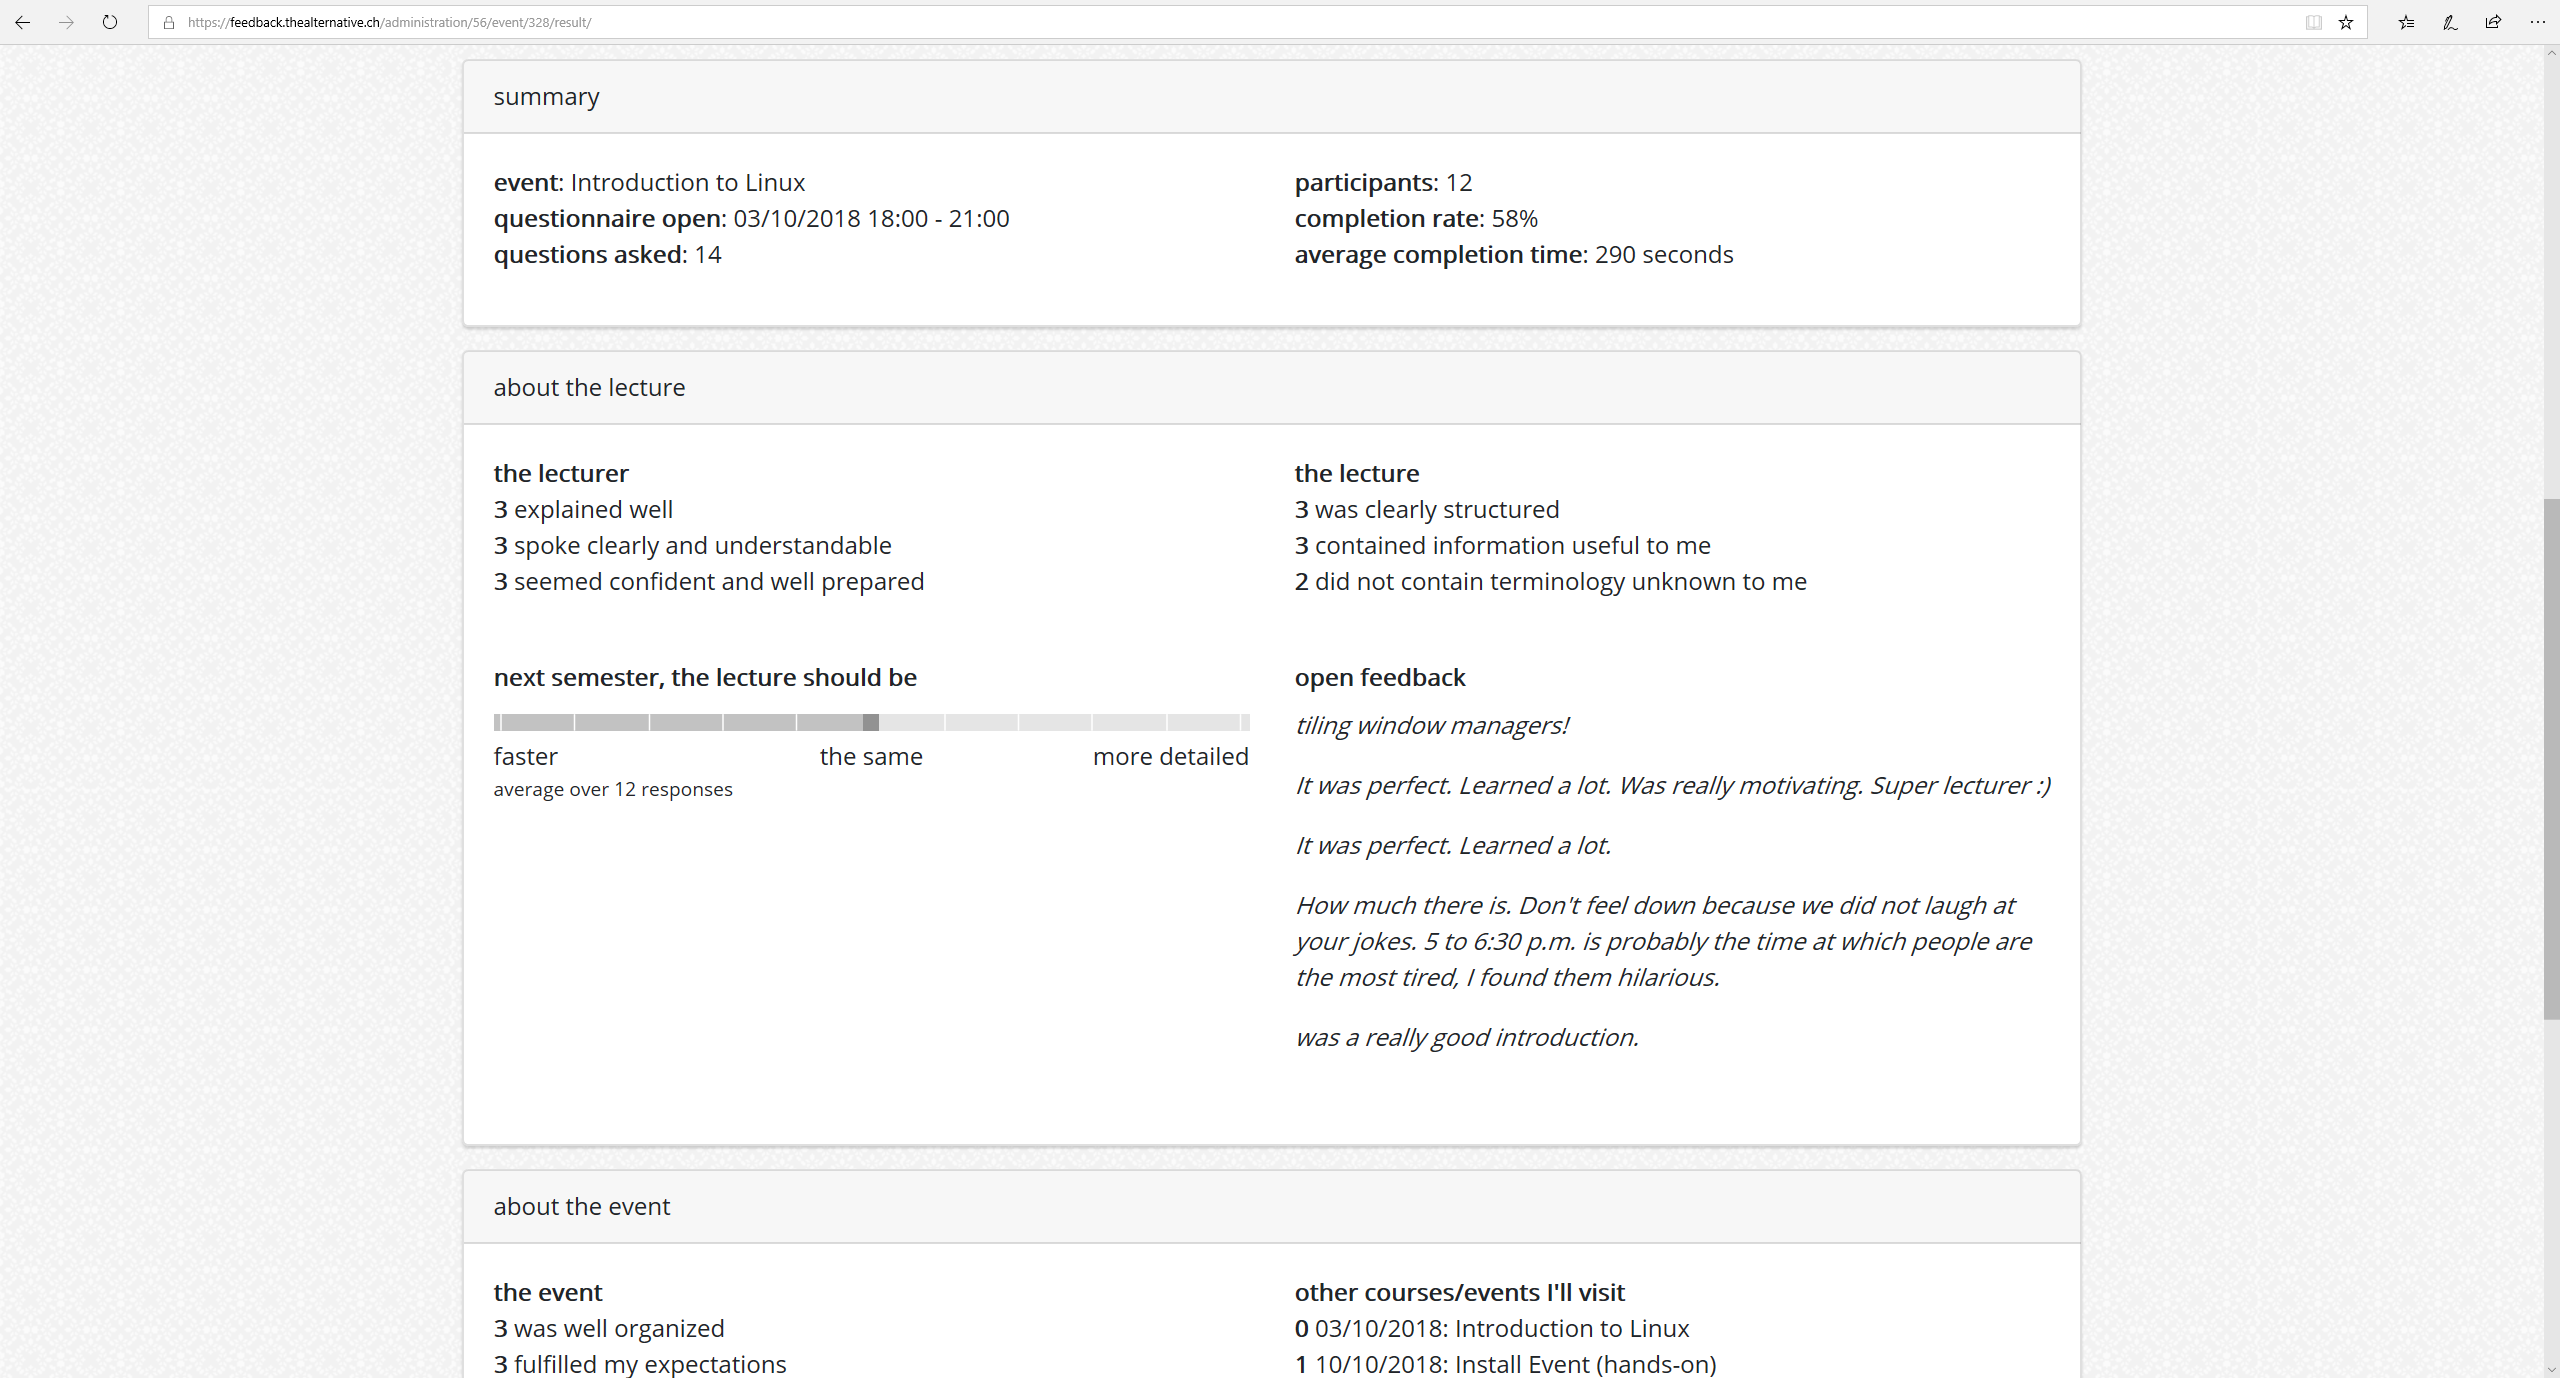 https://feedback.thealternative.ch/administration/56/event/328/result/
summary
event: Introduction to Linux
questionnaire open: 03/10/2018 18:00 - 21:00
questions asked: 14
participants: 12
completion rate: 58%
average completion time: 290 seconds
about the lecture
the lecturer
3 explained well
3 spoke clearly and understandable
3 seemed confident and well prepared
the lecture
3 was clearly structured
3 contained information useful to me
2 did not contain terminology unknown to me
next semester, the lecture should be
faster the same more detailed
average over 12 responses
open feedback
tiling window managers!
It was perfect. Learned a lot. Was really motivating. Super lecturer :)
It was perfect. Learned a lot.
How much there is. Don't feel down because we did not laugh at
your jokes. 5 to 6:30 p.m. is probably the time at which people are
the most tired, I found them hilarious.
was a really good introduction.
about the event
the event
3 was well organized
3 fulfilled my expectations
other courses/events I'll visit
0 03/10/2018: Introduction to Linux
1 10/10/2018: Install Event (hands-on)